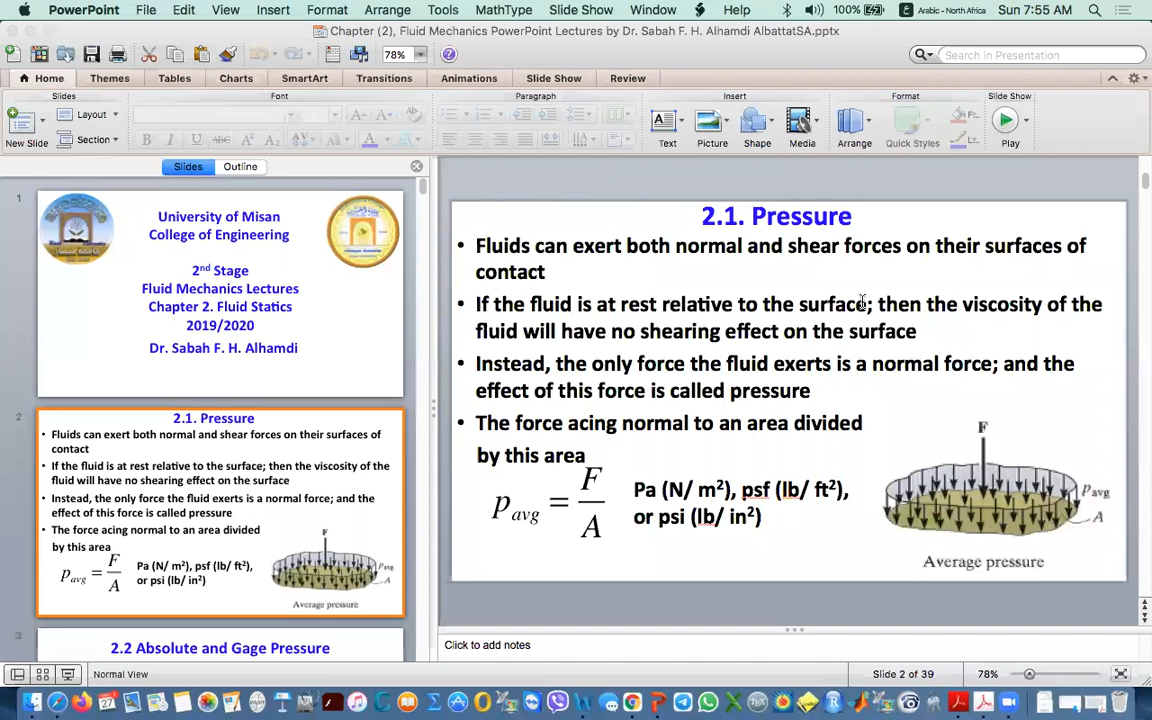 PowerPoint File Edit View Insert Format Arrange Tools MathType Slide Show Window Help 100% Arabic - North Africa Sun 7:55 AM
Chapter (2), Fluid Mechanics PowerPoint Lectures by Dr. Sabah F. H. Alhamdi AlbattatSA.pptx
78% Search in Presentation
Home Themes Tables Charts SmartArt Transitions Animations Slide Show Review
Slides Font Paragraph Insert Format Slide Show
Layout
Section
New Slide
B I U ABC A² A₂ A A
Text Picture Shape Media Arrange Quick Styles Play
Slides Outline
1
University of Misan
College of Engineering
2nd Stage
Fluid Mechanics Lectures
Chapter 2. Fluid Statics
2019/2020
Dr. Sabah F. H. Alhamdi
2
2.1. Pressure
• Fluids can exert both normal and shear forces on their surfaces of
contact
• If the fluid is at rest relative to the surface; then the viscosity of the
fluid will have no shearing effect on the surface
• Instead, the only force the fluid exerts is a normal force; and the
effect of this force is called pressure
• The force acing normal to an area divided
by this area
p_avg = F/A
Pa (N/ m²), psf (lb/ ft²),
or psi (lb/ in²)
F
p_avg
A
Average pressure
3
2.2 Absolute and Gage Pressure
2.1. Pressure
• Fluids can exert both normal and shear forces on their surfaces of
contact
• If the fluid is at rest relative to the surface; then the viscosity of the
fluid will have no shearing effect on the surface
• Instead, the only force the fluid exerts is a normal force; and the
effect of this force is called pressure
• The force acing normal to an area divided
by this area
p_avg = F/A
Pa (N/ m²), psf (lb/ ft²),
or psi (lb/ in²)
F
p_avg
A
Average pressure
Click to add notes
Normal View Slide 2 of 39 78%